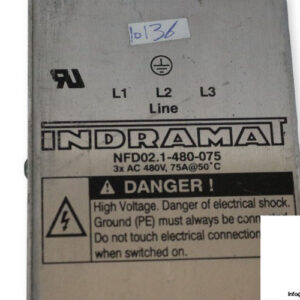 10136
L1 L2 L3
Line
INDRAMAT
NFD02.1-480-075
3x AC 480V, 75A@50°C
DANGER!
High Voltage. Danger of electrical shock.
Ground (PE) must always be
Do not touch electrical connection
when switched on.